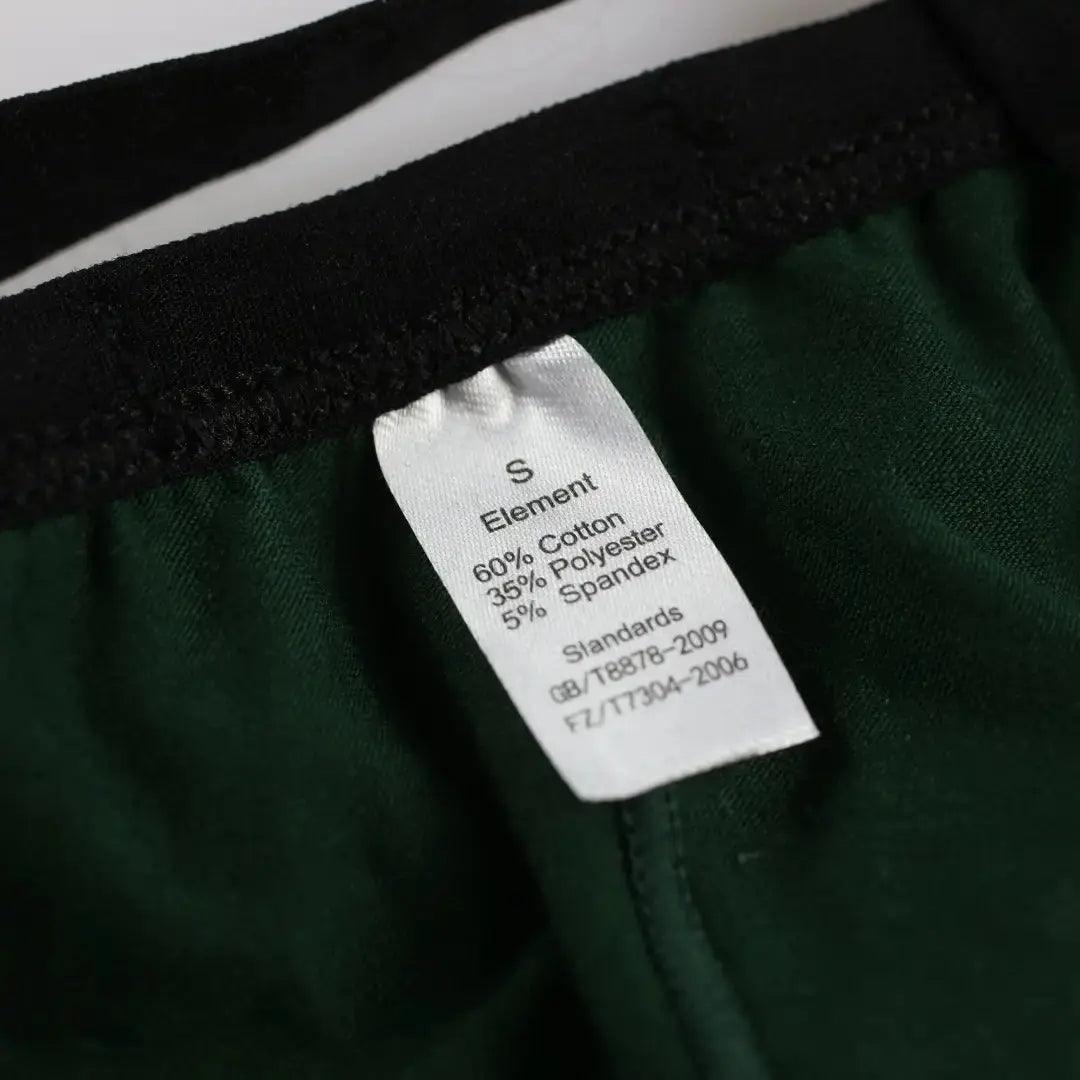 S
Element
60% Cotton
35% Polyester
5% Spandex
Slandards
GB/T8878-2009
FZ/T7304-2006